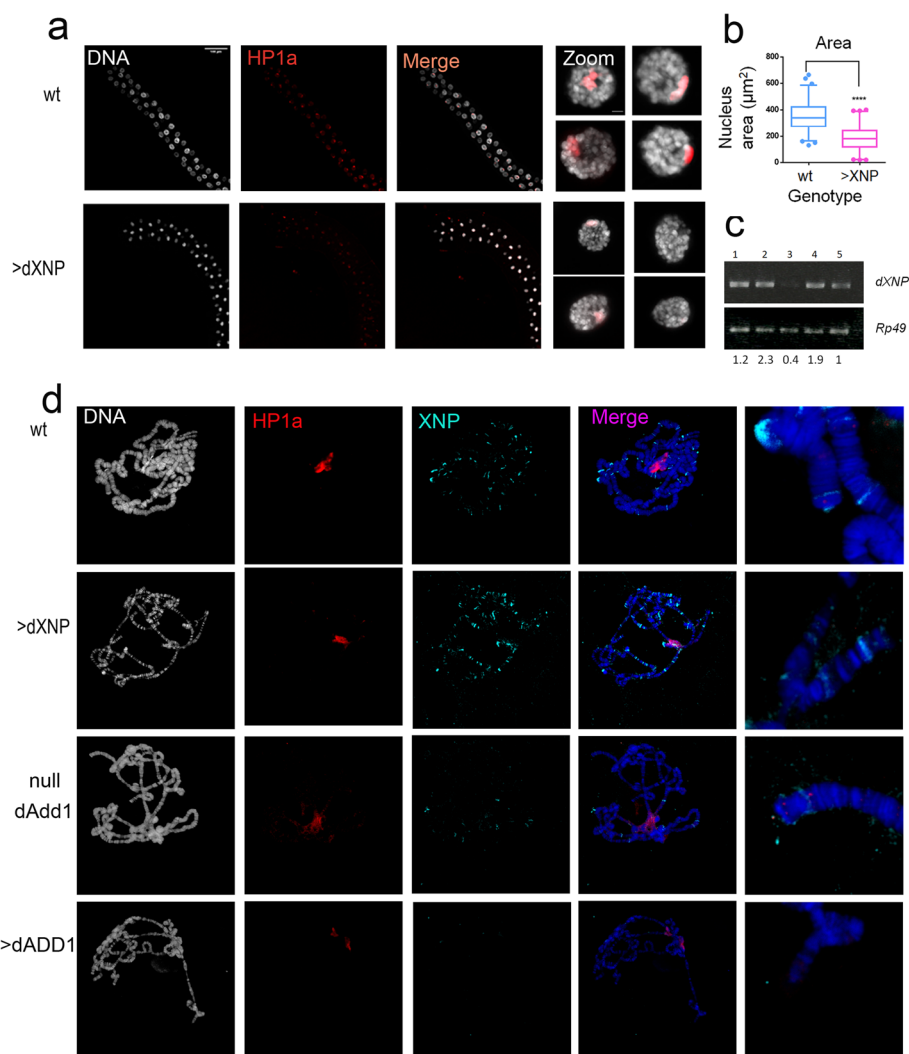 a
DNA
HP1a
Merge
Zoom
wt
>dXNP
b
Area
Nucleus
area (µm²)
800
600
400
200
0
****
wt
>XNP
Genotype
c
1 2 3 4 5
dXNP
Rp49
1.2 2.3 0.4 1.9 1
d
DNA
HP1a
XNP
Merge
wt
>dXNP
null
dAdd1
>dADD1